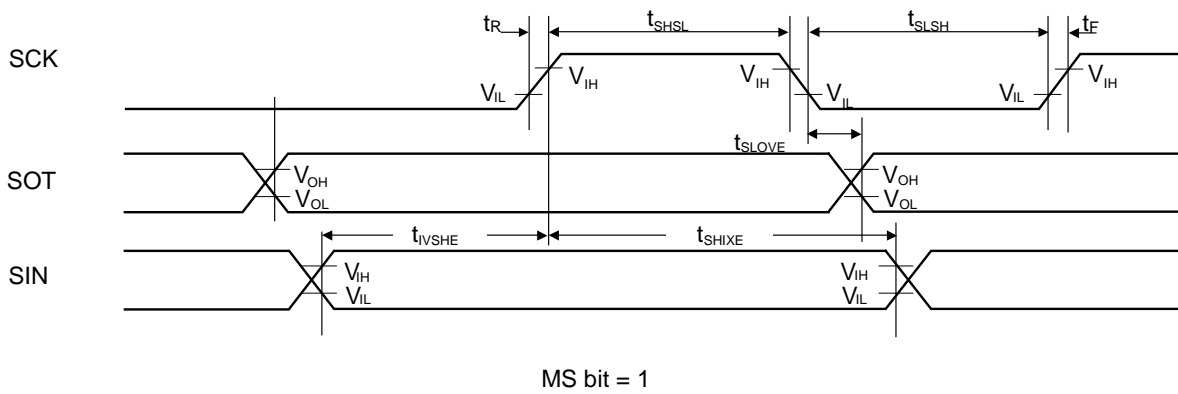 tR tSHSL tSLSH tF
SCK
VIH VIH VIH
VIL VIL VIL
tSLOVE
SOT
VOH VOH
VOL VOL
tIVSHE tSHIXE
SIN
VIH VIH
VIL VIL
MS bit = 1